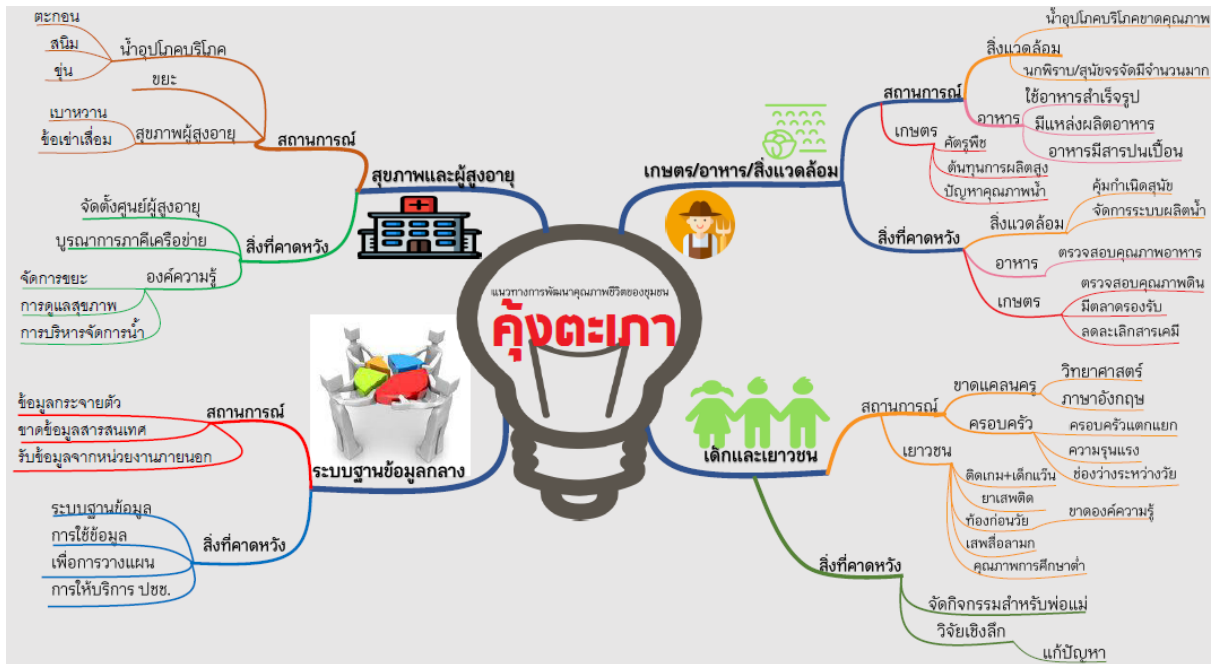 แนวทางการพัฒนาคุณภาพชีวิตของชุมชน
คุ้งตะเภา
สุขภาพและผู้สูงอายุ
สถานการณ์
น้ำอุปโภคบริโภค
ตะกอน
สนิม
ขุ่น
ขยะ
สุขภาพผู้สูงอายุ
เบาหวาน
ข้อเข่าเสื่อม
สิ่งที่คาดหวัง
จัดตั้งศูนย์ผู้สูงอายุ
บูรณาการภาคีเครือข่าย
องค์ความรู้
จัดการขยะ
การดูแลสุขภาพ
การบริหารจัดการน้ำ
ระบบฐานข้อมูลกลาง
สถานการณ์
ข้อมูลกระจายตัว
ขาดข้อมูลสารสนเทศ
รับข้อมูลจากหน่วยงานภายนอก
สิ่งที่คาดหวัง
ระบบฐานข้อมูล
การใช้ข้อมูล
เพื่อการวางแผน
การให้บริการ ปชช.
เกษตร/อาหาร/สิ่งแวดล้อม
สถานการณ์
สิ่งแวดล้อม
น้ำอุปโภคบริโภคขาดคุณภาพ
นกพิราบ/สุนัขจรจัดมีจำนวนมาก
อาหาร
ใช้อาหารสำเร็จรูป
มีแหล่งผลิตอาหาร
อาหารมีสารปนเปื้อน
เกษตร
ศัตรูพืช
ต้นทุนการผลิตสูง
ปัญหาคุณภาพน้ำ
สิ่งที่คาดหวัง
สิ่งแวดล้อม
คุ้มกำเนิดสุนัข
จัดการระบบผลิตน้ำ
อาหาร
ตรวจสอบคุณภาพอาหาร
เกษตร
ตรวจสอบคุณภาพดิน
มีตลาดรองรับ
ลดละเลิกสารเคมี
เด็กและเยาวชน
สถานการณ์
ขาดแคลนครู
วิทยาศาสตร์
ภาษาอังกฤษ
ครอบครัว
ครอบครัวแตกแยก
ความรุนแรง
ช่องว่างระหว่างวัย
เยาวชน
ติดเกม+เด็กแว๊น
ยาเสพติด
ท้องก่อนวัย
ขาดองค์ความรู้
เสพสื่อลามก
คุณภาพการศึกษาต่ำ
สิ่งที่คาดหวัง
จัดกิจกรรมสำหรับพ่อแม่
วิจัยเชิงลึก
แก้ปัญหา